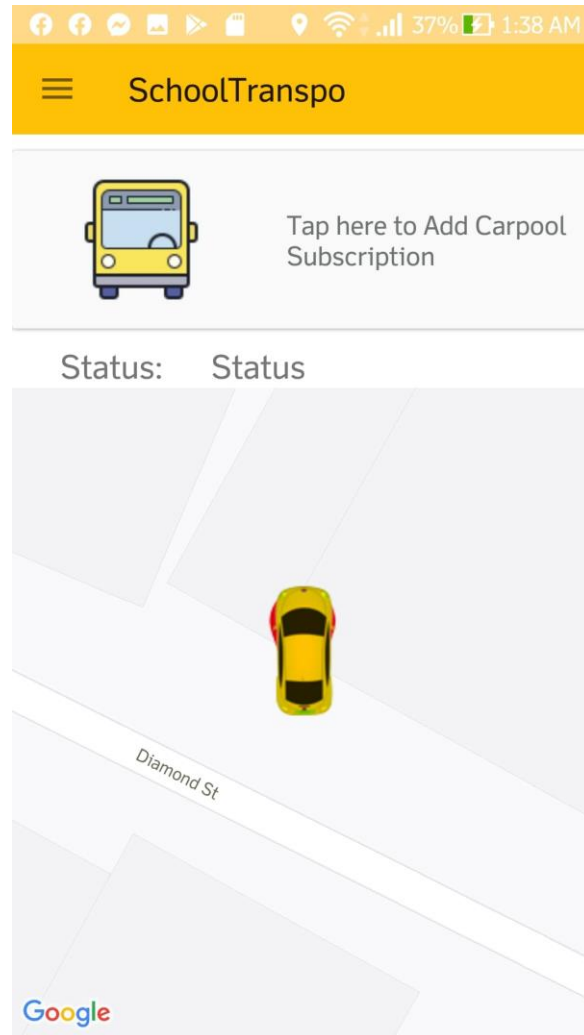 37% 1:38 AM
SchoolTranspo
Tap here to Add Carpool
Subscription
Status: Status
Diamond St
Google